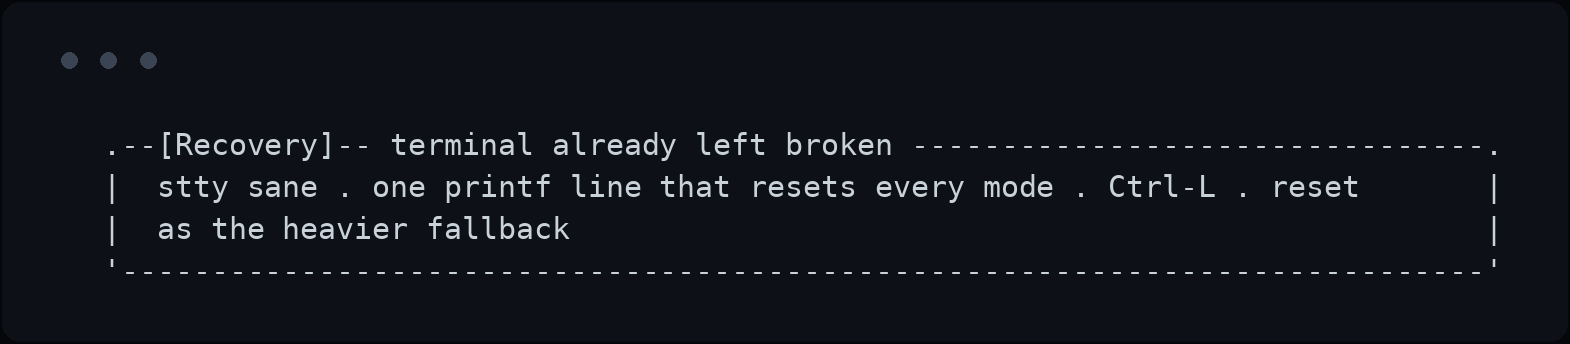 .--[Recovery]-- terminal already left broken --------------------------------.
|  stty sane . one printf line that resets every mode . Ctrl-L . reset       |
|  as the heavier fallback                                                   |
'----------------------------------------------------------------------------'